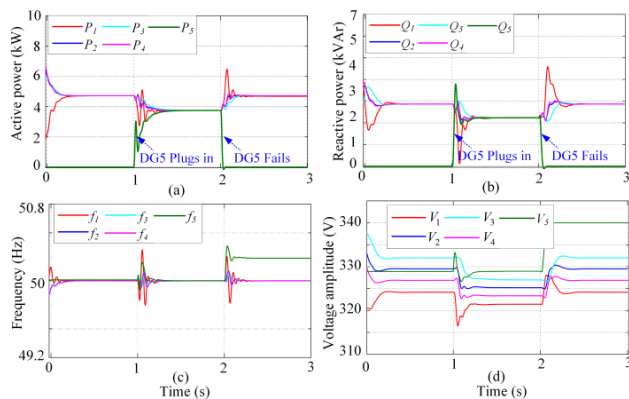 Active power (kW)
10
8
6
4
2
0
P1 P3 P5
P2 P4
DG5 Plugs in
DG5 Fails
0 1 2 3
(a)
Reactive power (kVAr)
6
4
2
0
Q1 Q3 Q5
Q2 Q4
DG5 Plugs in
DG5 Fails
0 1 2 3
(b)
Frequency (Hz)
50.8
50
49.2
f1 f3 f5
f2 f4
0 1 2 3
(c)
Time (s)
Voltage amplitude (V)
340
330
320
310
V1 V3 V5
V2 V4
0 1 2 3
(d)
Time (s)